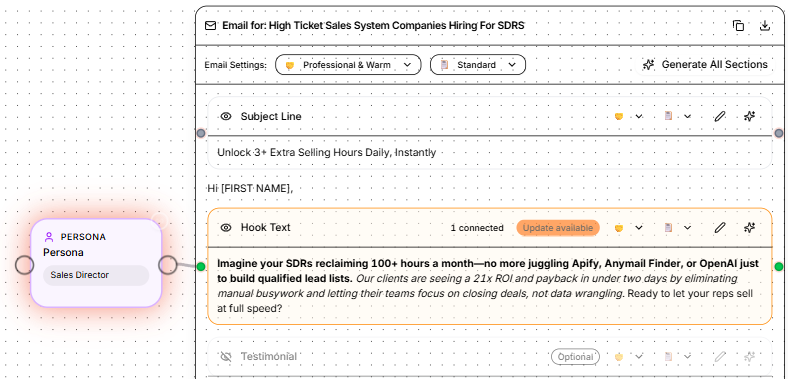 Email for: High Ticket Sales System Companies Hiring For SDRS
Email Settings: Professional & Warm Standard Generate All Sections
Subject Line
Unlock 3+ Extra Selling Hours Daily, Instantly
Hi [FIRST NAME],
PERSONA
Persona
Sales Director
Hook Text 1 connected Update available
Imagine your SDRs reclaiming 100+ hours a month—no more juggling Apify, Anymail Finder, or OpenAI just
to build qualified lead lists. Our clients are seeing a 21x ROI and payback in under two days by eliminating
manual busywork and letting their teams focus on closing deals, not data wrangling. Ready to let your reps sell
at full speed?
Testimonial Optional